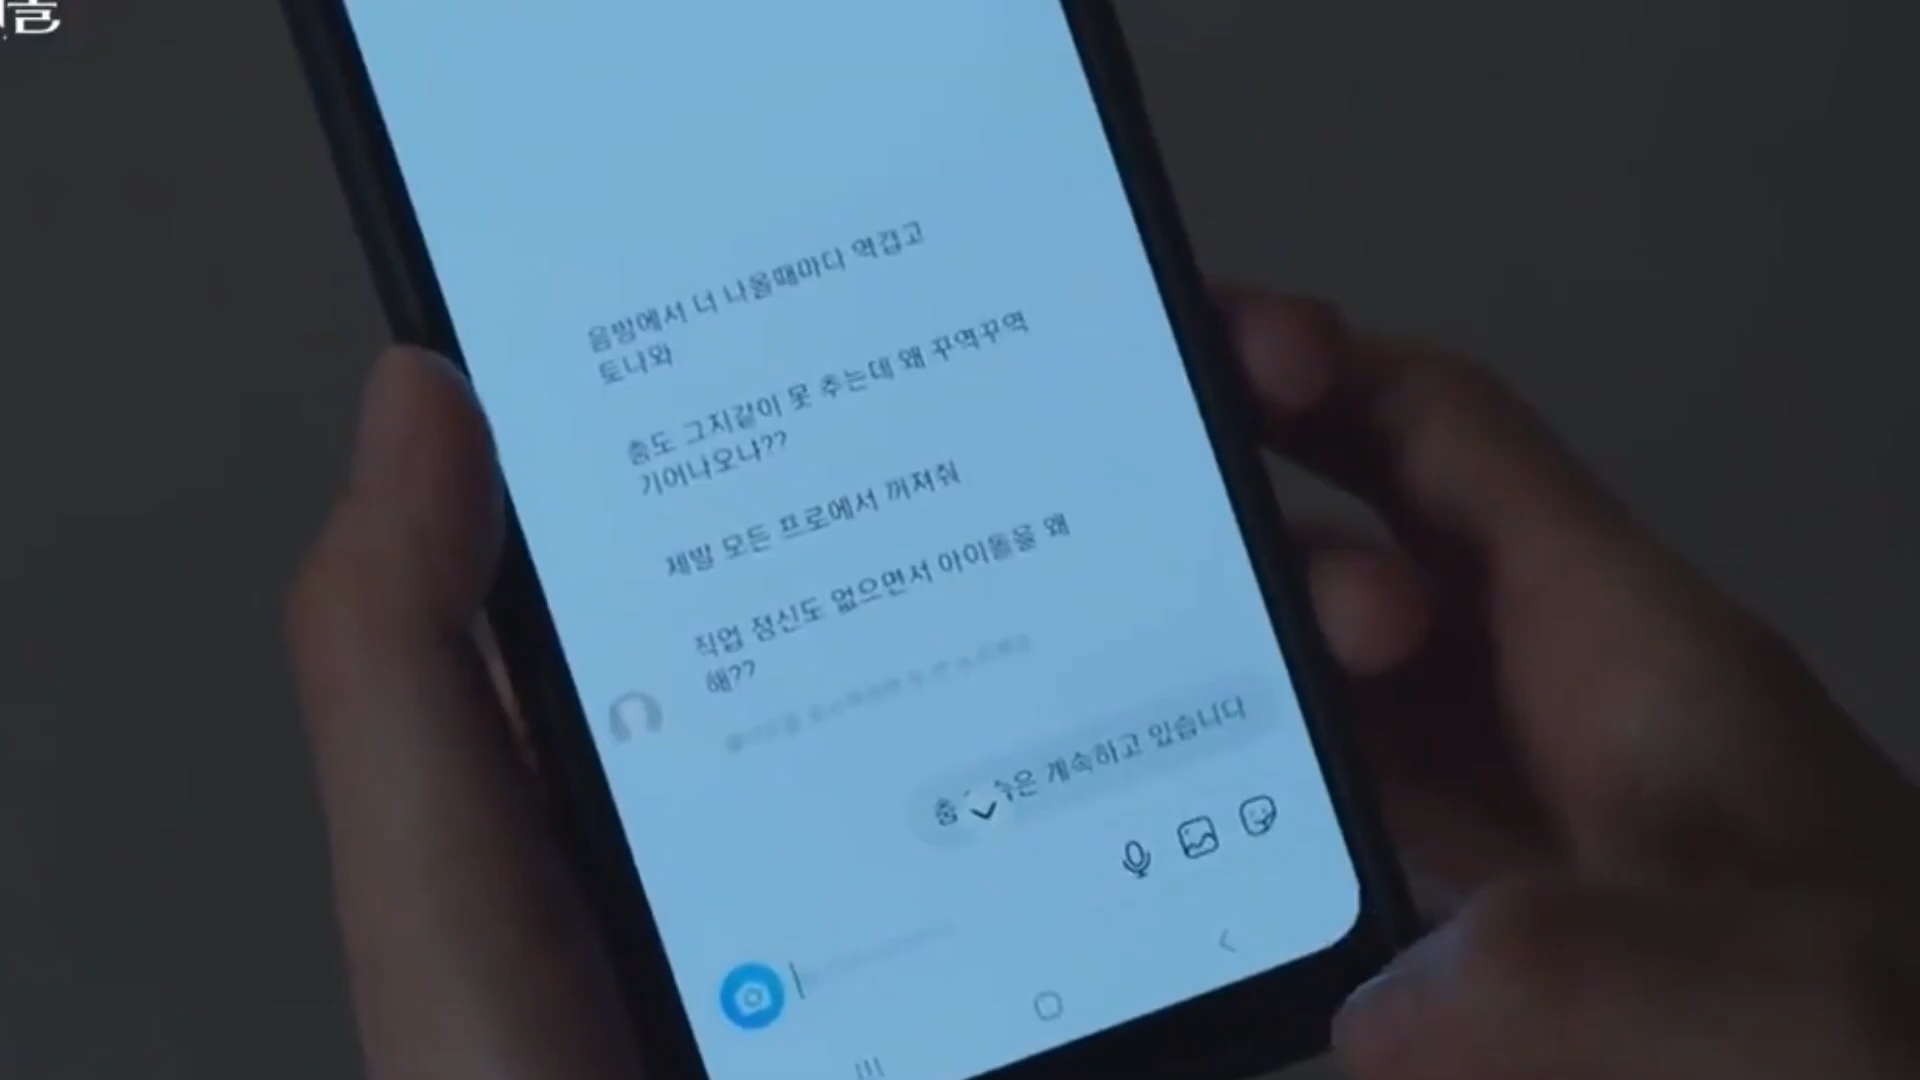 음방에서 너 나올때마다 역겹고
토나와
춤도 그지같이 못 추는데 왜 꾸역꾸역
기어나오냐??
제발 모든 프로에서 꺼져줘
직업 정신도 없으면서 아이돌을 왜
해??
춤 은 계속하고 있습니다